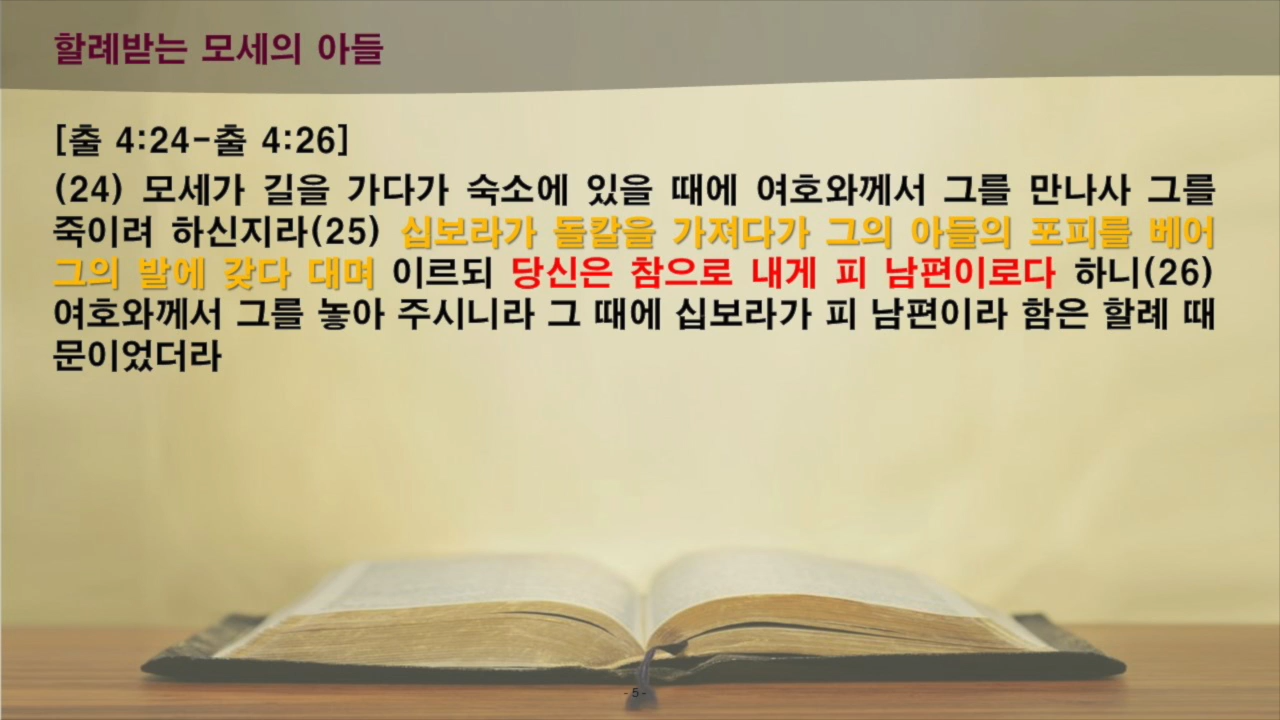 할례받는 모세의 아들
[출 4:24-출 4:26]
(24) 모세가 길을 가다가 숙소에 있을 때에 여호와께서 그를 만나사 그를
죽이려 하신지라(25) 십보라가 돌칼을 가져다가 그의 아들의 포피를 베어
그의 발에 갖다 대며 이르되 당신은 참으로 내게 피 남편이로다 하니(26)
여호와께서 그를 놓아 주시니라 그 때에 십보라가 피 남편이라 함은 할례 때
문이었더라
- 5 -